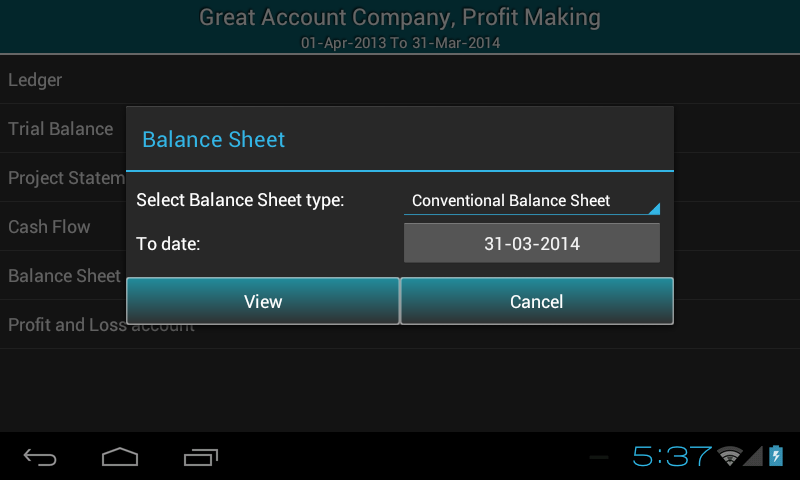 Great Account Company, Profit Making
01-Apr-2013 To 31-Mar-2014
Ledger
Trial Balance
Balance Sheet
Project Statem
Select Balance Sheet type:
Conventional Balance Sheet
Cash Flow
To date:
31-03-2014
Balance Sheet
View
Cancel
Profit and Loss account
5:37